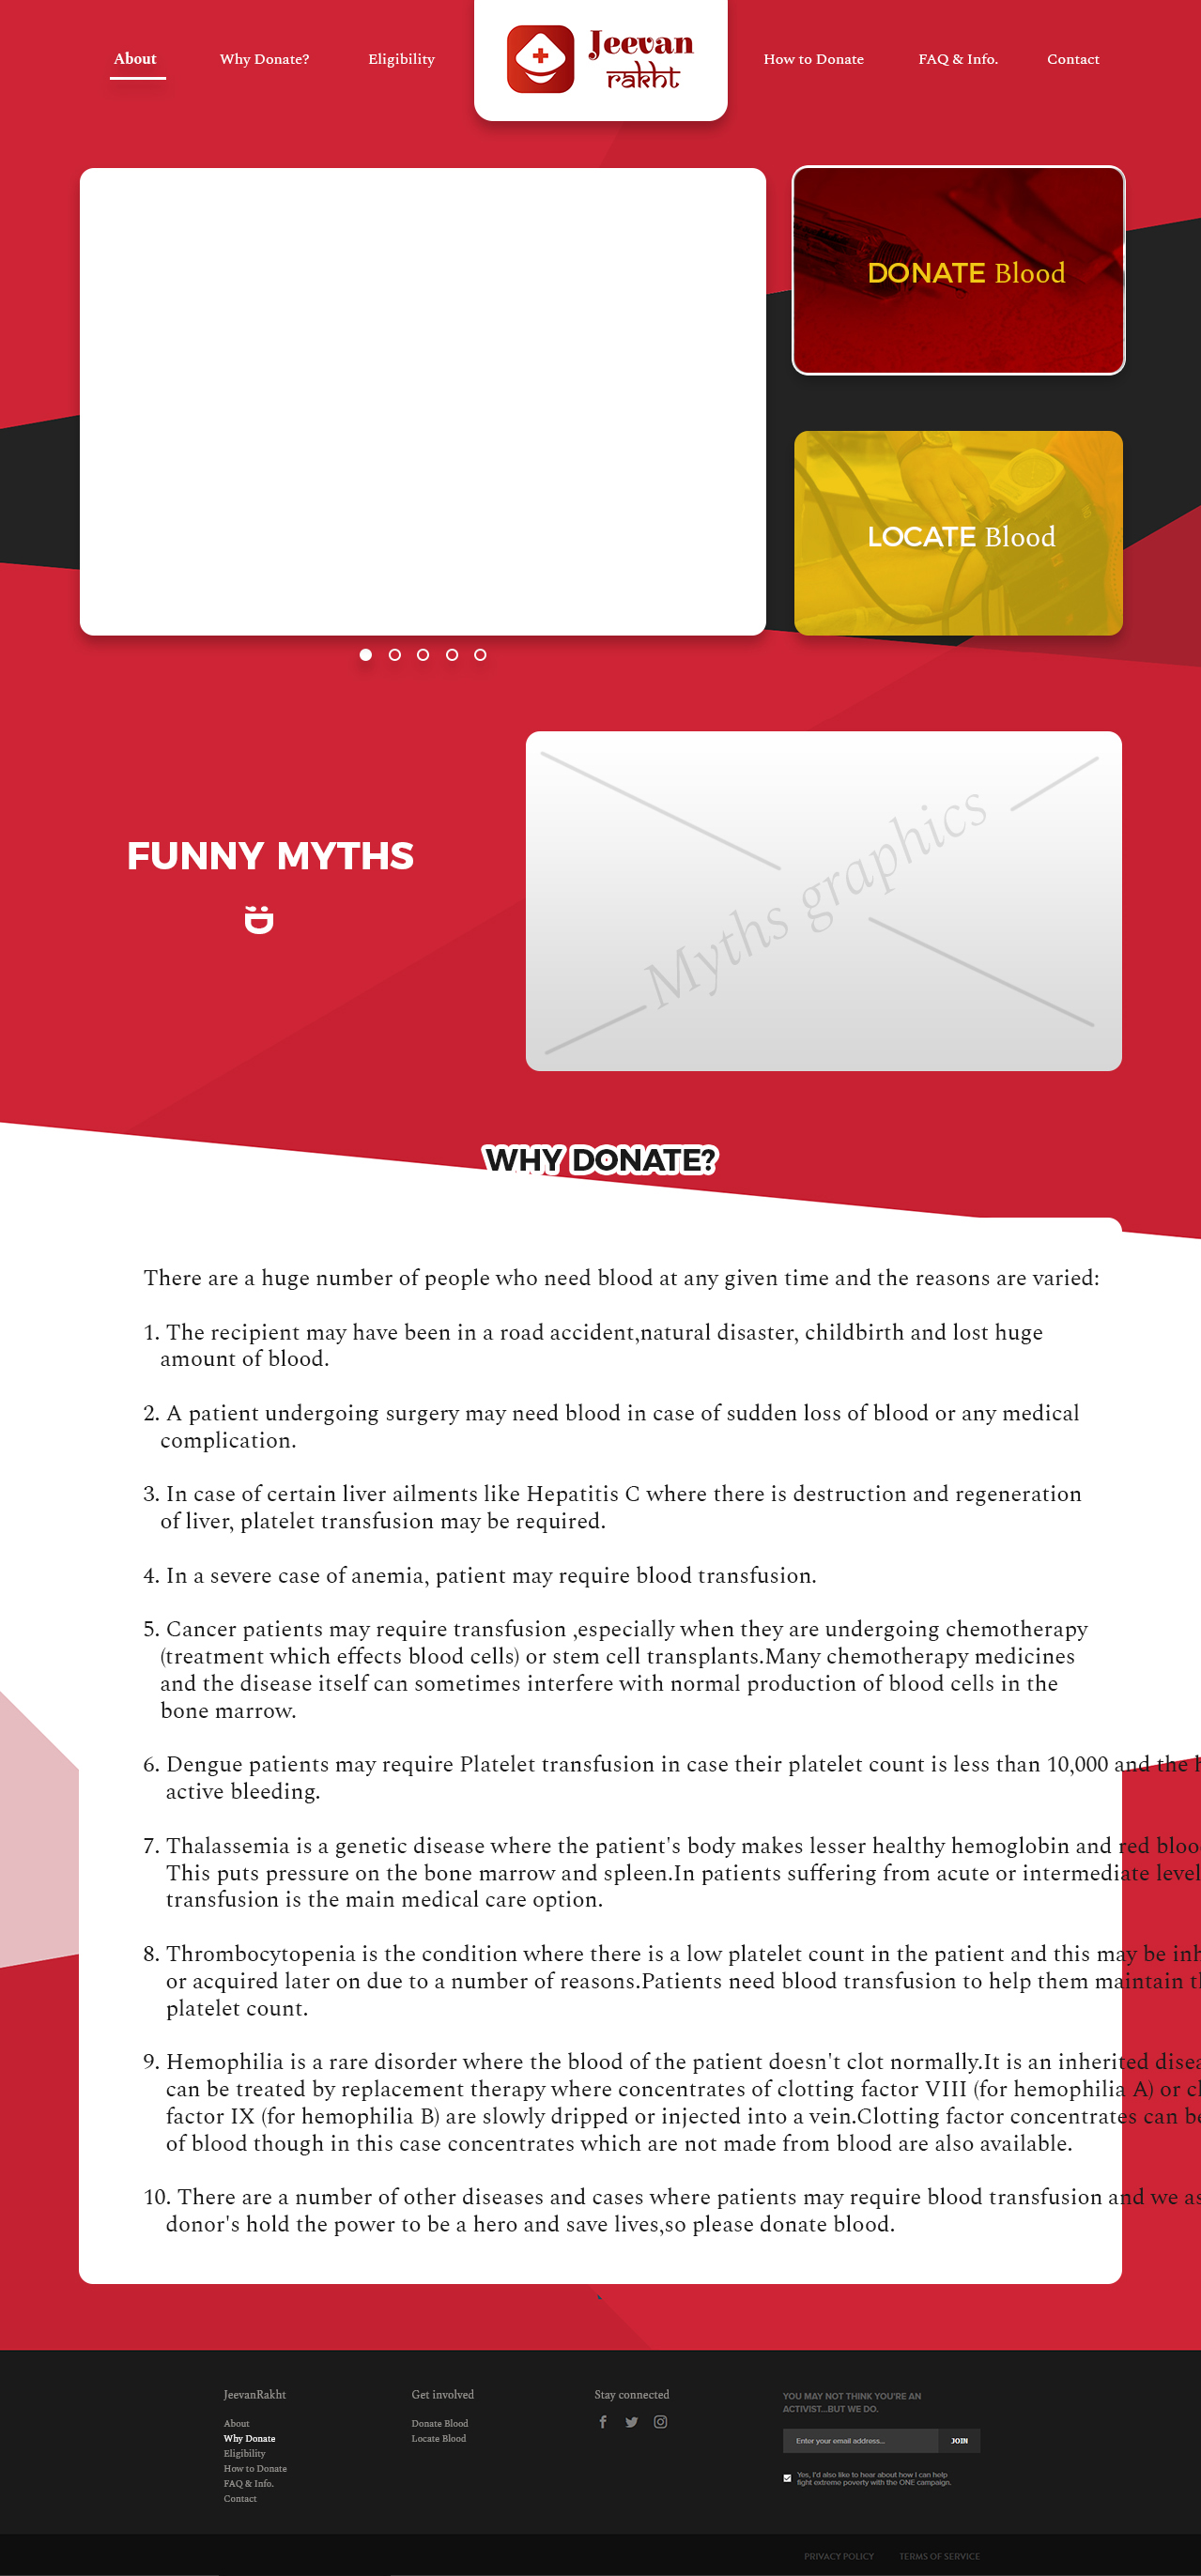 About Why Donate? Eligibility Jeevan rakht How to Donate FAQ & Info. Contact
DONATE Blood
LOCATE Blood
Myths graphics
FUNNY MYTHS
WHY DONATE?
There are a huge number of people who need blood at any given time and the reasons are varied:
1. The recipient may have been in a road accident,natural disaster, childbirth and lost huge
amount of blood.
2. A patient undergoing surgery may need blood in case of sudden loss of blood or any medical
complication.
3. In case of certain liver ailments like Hepatitis C where there is destruction and regeneration
of liver, platelet transfusion may be required.
4. In a severe case of anemia, patient may require blood transfusion.
5. Cancer patients may require transfusion ,especially when they are undergoing chemotherapy
(treatment which effects blood cells) or stem cell transplants.Many chemotherapy medicines
and the disease itself can sometimes interfere with normal production of blood cells in the
bone marrow.
6. Dengue patients may require Platelet transfusion in case their platelet count is less than 10,000 and the
active bleeding.
7. Thalassemia is a genetic disease where the patient's body makes lesser healthy hemoglobin and red
This puts pressure on the bone marrow and spleen.In patients suffering from acute or intermediate level
transfusion is the main medical care option.
8. Thrombocytopenia is the condition where there is a low platelet count in the patient and this may be
or acquired later on due to a number of reasons.Patients need blood transfusion to help them maintain
platelet count.
9. Hemophilia is a rare disorder where the blood of the patient doesn't clot normally.It is an inherited
can be treated by replacement therapy where concentrates of clotting factor VIII (for hemophilia A) or
factor IX (for hemophilia B) are slowly dripped or injected into a vein.Clotting factor concentrates can
of blood though in this case concentrates which are not made from blood are also available.
10. There are a number of other diseases and cases where patients may require blood transfusion and we as
donor's hold the power to be a hero and save lives,so please donate blood.
JeevanRakht
About
Why Donate
Eligibility
How to Donate
FAQ & Info.
Contact
Get involved
Donate Blood
Locate Blood
Stay connected
YOU MAY NOT THINK YOU'RE AN
ACTIVIST...BUT WE DO.
Enter your email address... JOIN
Yes, I'd also like to hear about how I can help
fight extreme poverty with the ONE campaign.
PRIVACY POLICY TERMS OF SERVICE